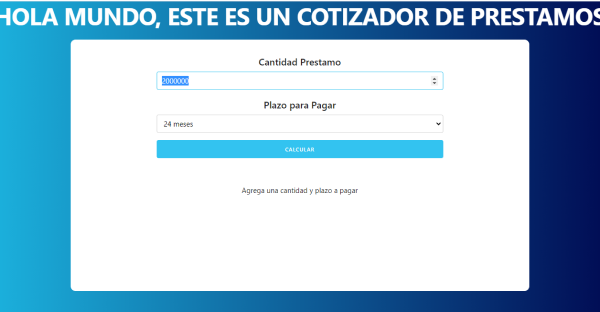 HOLA MUNDO, ESTE ES UN COTIZADOR DE PRESTAMOS
Cantidad Prestamo
2000000
Plazo para Pagar
24 meses
CALCULAR
Agrega una cantidad y plazo a pagar